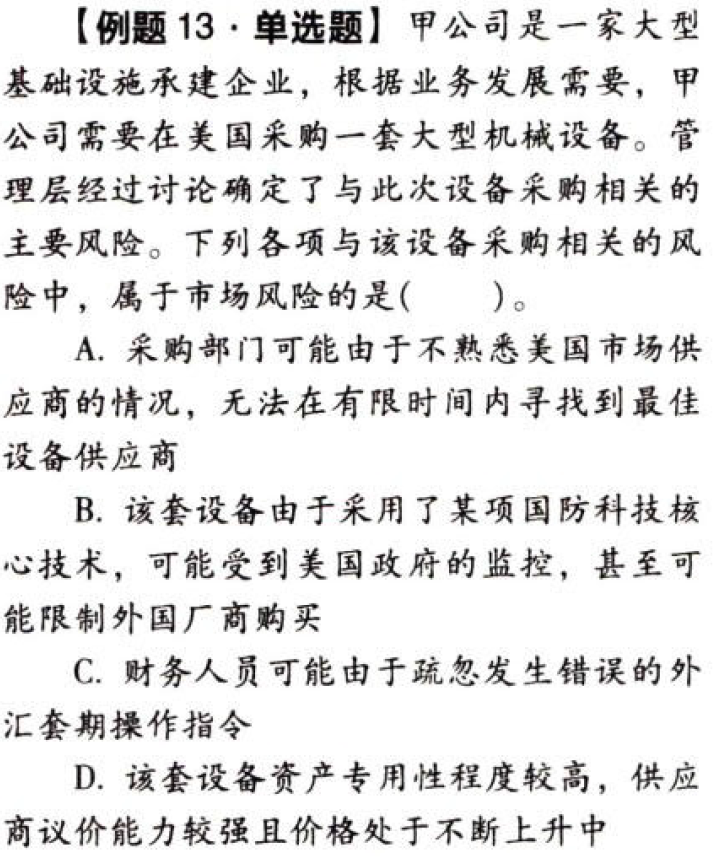 【例题 13·单选题】甲公司是一家大型
基础设施承建企业，根据业务发展需要，甲
公司需要在美国采购一套大型机械设备。管
理层经过讨论确定了与此次设备采购相关的
主要风险。下列各项与该设备采购相关的风
险中，属于市场风险的是(　　)。
A. 采购部门可能由于不熟悉美国市场供
应商的情况，无法在有限时间内寻找到最佳
设备供应商
B. 该套设备由于采用了某项国防科技核
心技术，可能受到美国政府的监控，甚至可
能限制外国厂商购买
C. 财务人员可能由于疏忽发生错误的外
汇套期操作指令
D. 该套设备资产专用性程度较高，供应
商议价能力较强且价格处于不断上升中